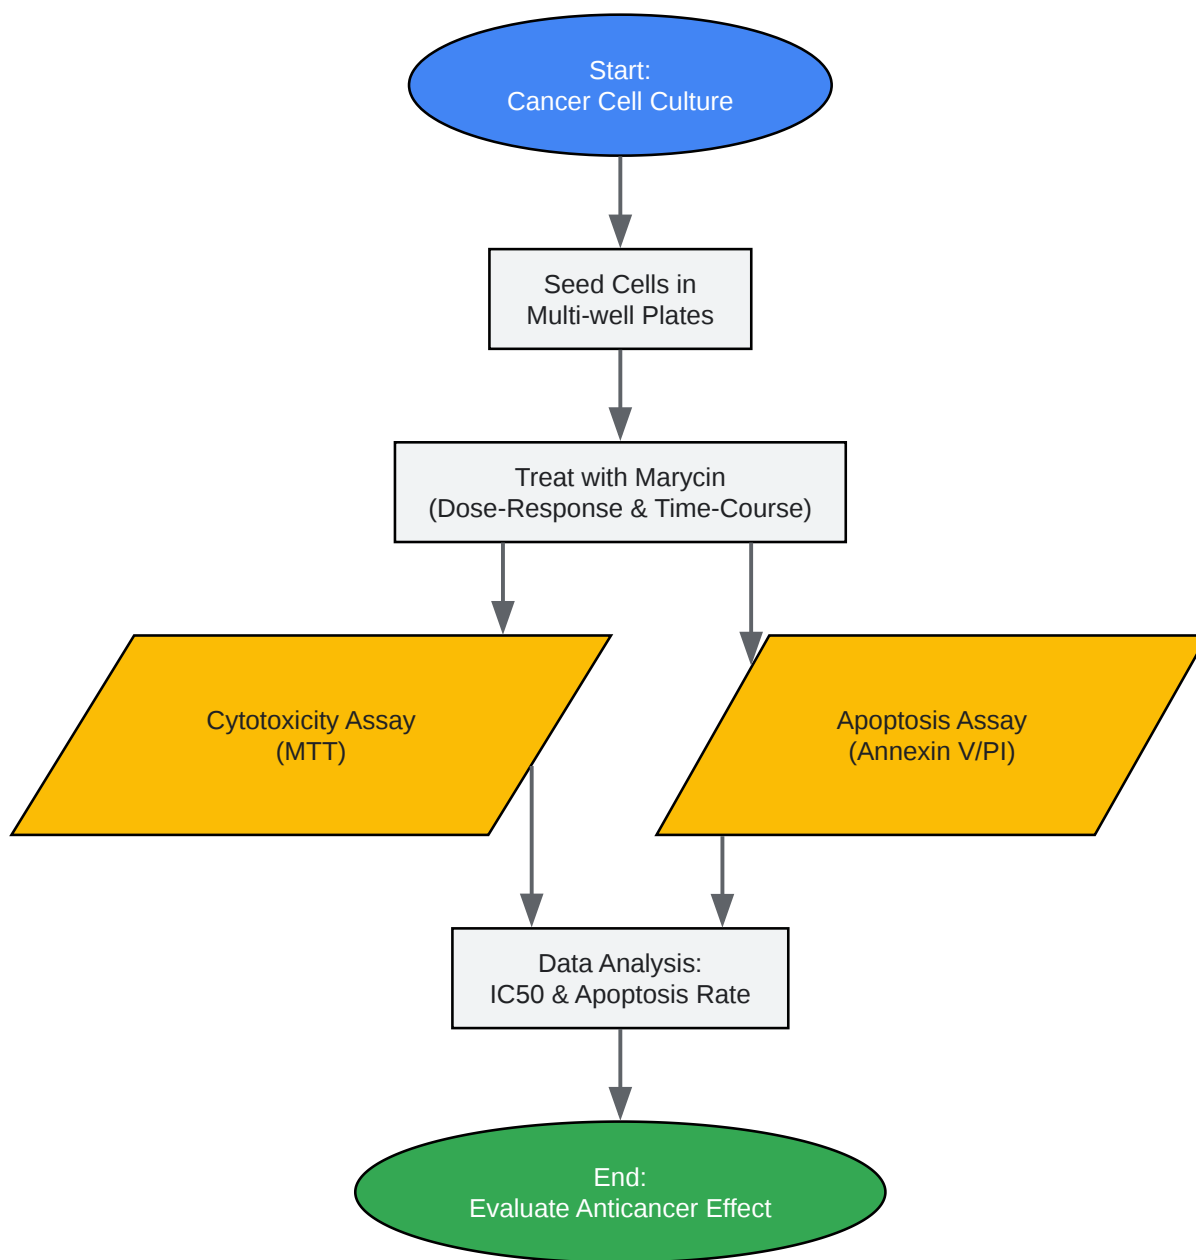 Start:
Cancer Cell Culture
Seed Cells in
Multi-well Plates
Treat with Marycin
(Dose-Response & Time-Course)
Cytotoxicity Assay
(MTT)
Apoptosis Assay
(Annexin V/PI)
Data Analysis:
IC50 & Apoptosis Rate
End:
Evaluate Anticancer Effect